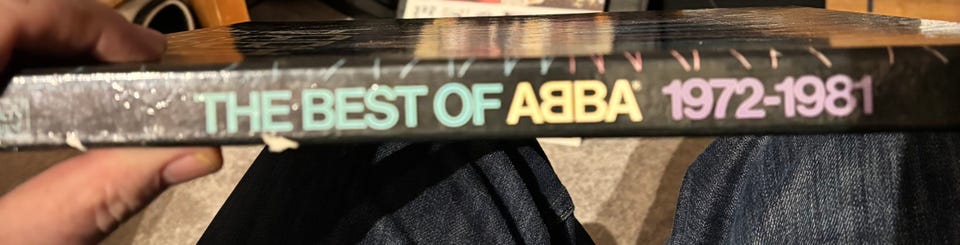 THE BEST OF ABBA 1972-1981